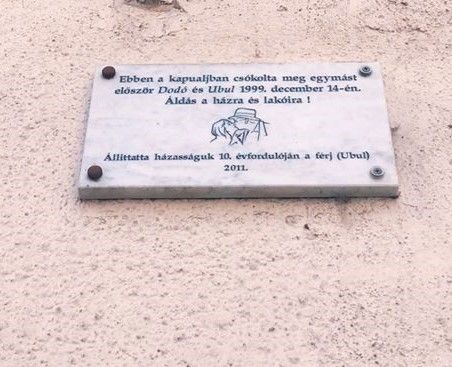 Ebben a kapualjban csókolta meg egymást
először Dodó és Ubul 1999. december 14-én.
Áldás a házra és lakóira !
Állíttatta házasságuk 10. évfordulóján a férj (Ubul)
2011.